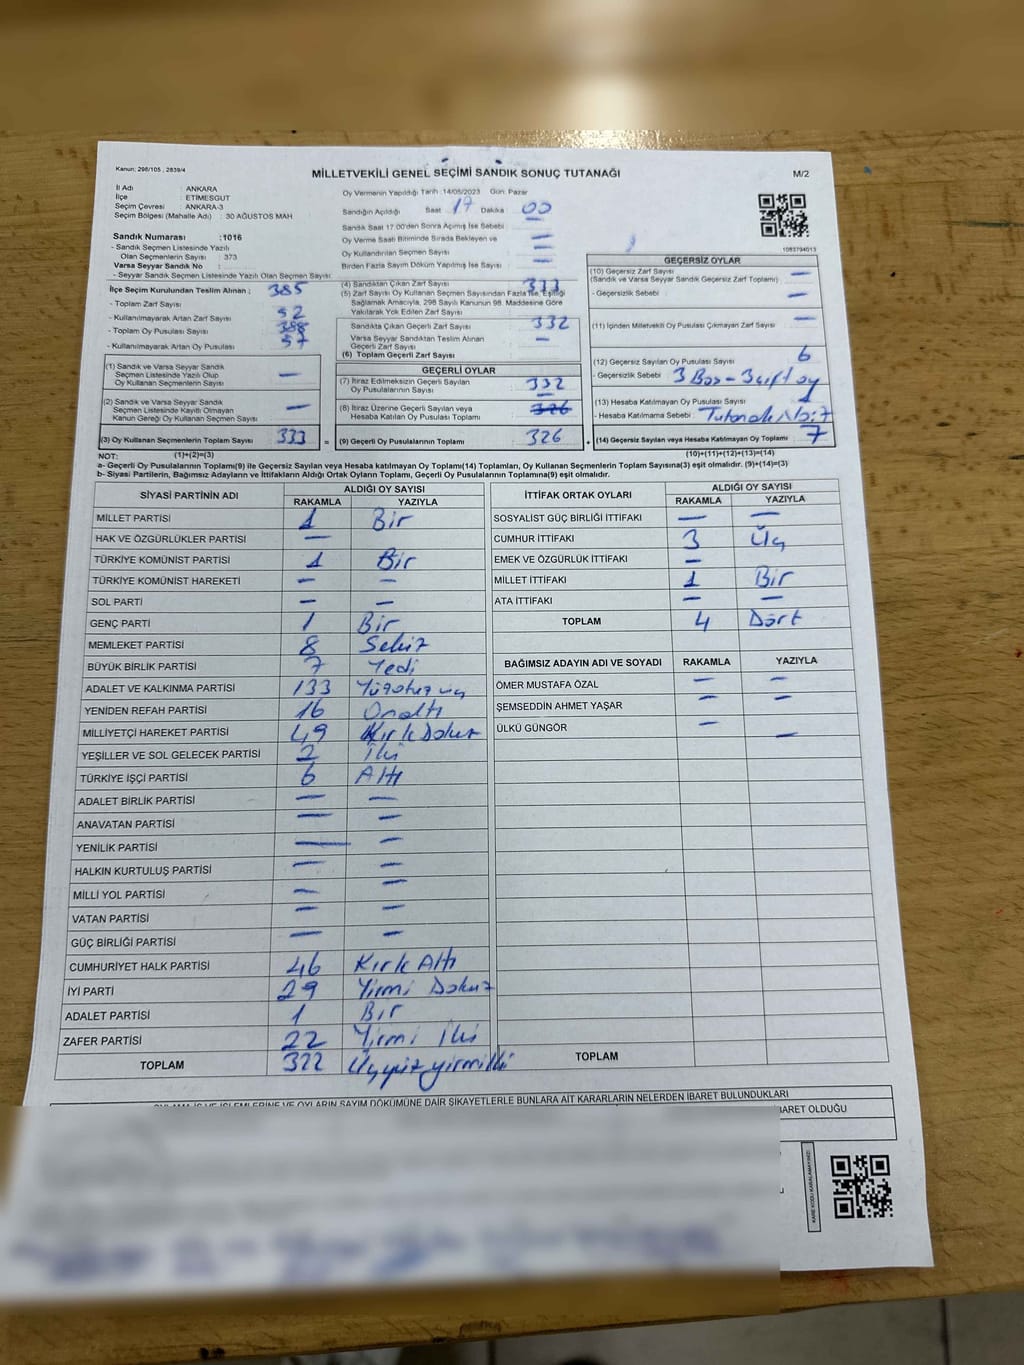 Kanun: 298/105 , 2839/4
MİLLETVEKİLİ GENEL SEÇİMİ SANDIK SONUÇ TUTANAĞI
M/2
İl Adı : ANKARA
İlçe : ETİMESGUT
Seçim Çevresi : ANKARA-3
Seçim Bölgesi (Mahalle Adı) : 30 AĞUSTOS MAH
Sandık Numarası :1016
- Sandık Seçmen Listesinde Yazılı
Olan Seçmenlerin Sayısı : 373
Varsa Seyyar Sandık No :
- Seyyar Sandık Seçmen Listesinde Yazılı Olan Seçmen Sayısı:
Oy Vermenin Yapıldığı Tarih :14/05/2023 Gün: Pazar
Sandığın Açıldığı Saat 17 Dakika 00
Sandık Saat 17.00'den Sonra Açılmış İse Sebebi —
Oy Verme Saati Bitiminde Sırada Bekleyen ve
Oy Kullandırılan Seçmen Sayısı —
Birden Fazla Sayım Döküm Yapılmış İse Sayısı —
1083794013
İlçe Seçim Kurulundan Teslim Alınan ; 385
- Toplam Zarf Sayısı
- Kullanılmayarak Artan Zarf Sayısı 52
- Toplam Oy Pusulası Sayısı
- Kullanılmayarak Artan Oy Pusulası 57
(1) Sandık ve Varsa Seyyar Sandık
Seçmen Listesinde Yazılı Olup
Oy Kullanan Seçmenlerin Sayısı —
(2) Sandık ve Varsa Seyyar Sandık
Seçmen Listesinde Kayıtlı Olmayan
Kanun Gereği Oy Kullanan Seçmenlerin Sayısı —
(3) Oy Kullanan Seçmenlerin Toplam Sayısı 333 =
(4) Sandıktan Çıkan Zarf Sayısı 333
(5) Zarf Sayısı Oy Kullanan Seçmen Sayısından Fazla İse, Eşitliği
Sağlamak Amacıyla, 298 Sayılı Kanunun 98. Maddesine Göre
Yakılarak Yok Edilen Zarf Sayısı
Sandıkta Çıkan Geçerli Zarf Sayısı 332
Varsa Seyyar Sandıktan Teslim Alınan
Geçerli Zarf Sayısı —
(6) Toplam Geçerli Zarf Sayısı
GEÇERLİ OYLAR
(7) İtiraz Edilmeksizin Geçerli Sayılan
Oy Pusulalarının Sayısı 332
(8) İtiraz Üzerine Geçerli Sayılan veya
Hesaba Katılan Oy Pusulası Toplamı 326
(9) Geçerli Oy Pusulalarının Toplamı 326 +
GEÇERSİZ OYLAR
(10) Geçersiz Zarf Sayısı —
(Sandık ve Varsa Seyyar Sandık Geçersiz Zarf Toplamı)
- Geçersizlik Sebebi : —
(11) İçinden Milletvekili Oy Pusulası Çıkmayan Zarf Sayısı —
(12) Geçersiz Sayılan Oy Pusulası Sayısı 6
- Geçersizlik Sebebi : 3 Boş - 3 çift oy
(13) Hesaba Katılmayan Oy Pusulası Sayısı 1
- Hesaba Katılmama Sebebi :
(14) Geçersiz Sayılan veya Hesaba Katılmayan Oy Toplamı 7
NOT: (1)+(2)=(3) (10)+(11)+(12)+(13)=(14)
a- Geçerli Oy Pusulalarının Toplamı(9) ile Geçersiz Sayılan veya Hesaba katılmayan Oy Toplamı(14) Toplamları, Oy Kullanan Seçmenlerin Toplam Sayısına(3) eşit olmalıdır. (9)+(14)=(3)
b- Siyasi Partilerin, Bağımsız Adayların ve İttifakların Aldığı Ortak Oyların Toplamı, Geçerli Oy Pusulalarının Toplamına(9) eşit olmalıdır.
SİYASİ PARTİNİN ADI ALDIĞI OY SAYISI
RAKAMLA YAZIYLA
MİLLET PARTİSİ 1 Bir
HAK VE ÖZGÜRLÜKLER PARTİSİ —
TÜRKİYE KOMÜNİST PARTİSİ 1 Bir
TÜRKİYE KOMÜNİST HAREKETİ — —
SOL PARTİ — —
GENÇ PARTİ 1 Bir
MEMLEKET PARTİSİ 8 Sekiz
BÜYÜK BİRLİK PARTİSİ 7 Yedi
ADALET VE KALKINMA PARTİSİ 133 Yüzotuz üç
YENİDEN REFAH PARTİSİ 16 Onaltı
MİLLİYETÇİ HAREKET PARTİSİ 49 Kırk Dokuz
YEŞİLLER VE SOL GELECEK PARTİSİ 2 İki
TÜRKİYE İŞÇİ PARTİSİ 6 Altı
ADALET BİRLİK PARTİSİ — —
ANAVATAN PARTİSİ — —
YENİLİK PARTİSİ — —
HALKIN KURTULUŞ PARTİSİ — —
MİLLİ YOL PARTİSİ — —
VATAN PARTİSİ — —
GÜÇ BİRLİĞİ PARTİSİ — —
CUMHURİYET HALK PARTİSİ 46 Kırk Altı
İYİ PARTİ 29 Yirmi Dokuz
ADALET PARTİSİ 1 Bir
ZAFER PARTİSİ 22 Yirmi İki
TOPLAM 322 Üçyüz yirmi iki
İTTİFAK ORTAK OYLARI ALDIĞI OY SAYISI
RAKAMLA YAZIYLA
SOSYALİST GÜÇ BİRLİĞİ İTTİFAKI — —
CUMHUR İTTİFAKI 3 Üç
EMEK VE ÖZGÜRLÜK İTTİFAKI —
MİLLET İTTİFAKI 1 Bir
ATA İTTİFAKI — —
TOPLAM 4 Dört
BAĞIMSIZ ADAYIN ADI VE SOYADI RAKAMLA YAZIYLA
ÖMER MUSTAFA ÖZAL — —
ŞEMSEDDİN AHMET YAŞAR — —
ÜLKÜ GÜNGÖR — —
TOPLAM
OYLAMA İŞ VE İŞLEMLERİNE VE OYLARIN SAYIM DÖKÜMÜNE DAİR ŞİKAYETLERLE BUNLARA AİT KARARLARIN NELERDEN İBARET BULUNDUKLARI
BARET OLDUĞU
KARE KODU KARALAMAYINIZ!